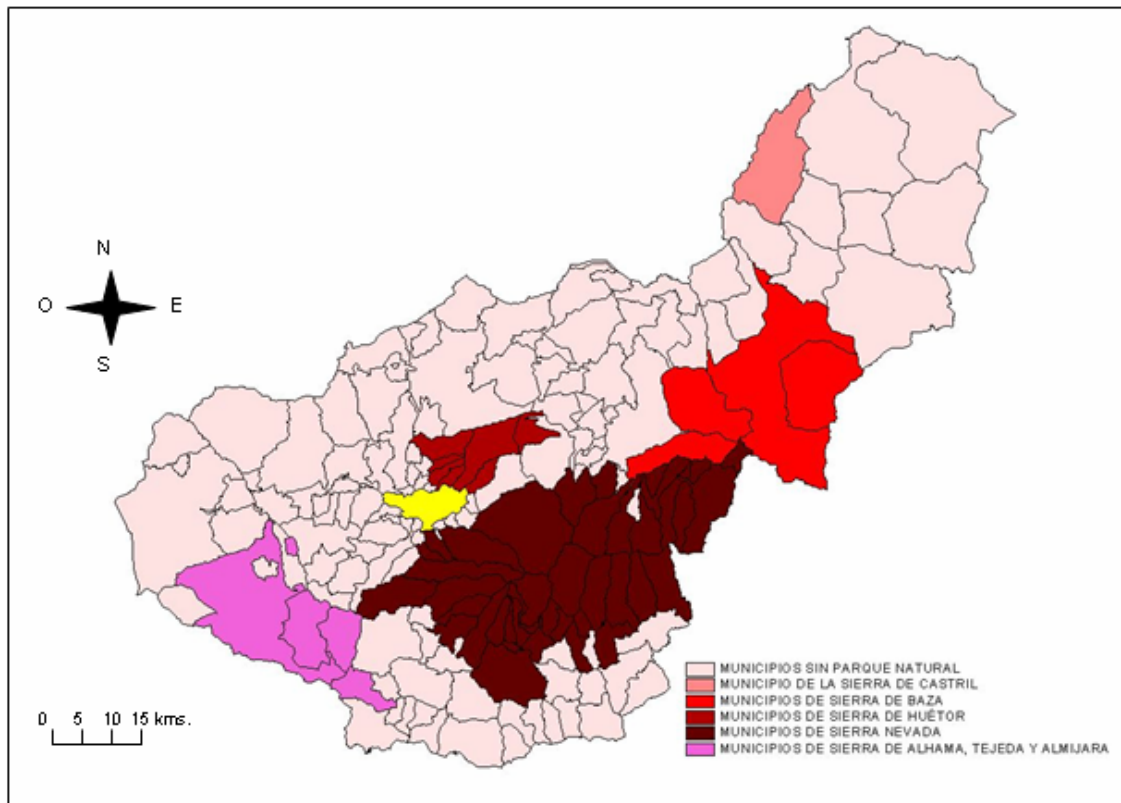 N
O
E
S
MUNICIPIOS SIN PARQUE NATURAL
MUNICIPIO DE LA SIERRA DE CASTRIL
MUNICIPIOS DE SIERRA DE BAZA
MUNICIPIOS DE SIERRA DE HUÉTOR
MUNICIPIOS DE SIERRA NEVADA
MUNICIPIOS DE SIERRA DE ALHAMA, TEJEDA Y ALMIJARA
0 5 10 15 kms.